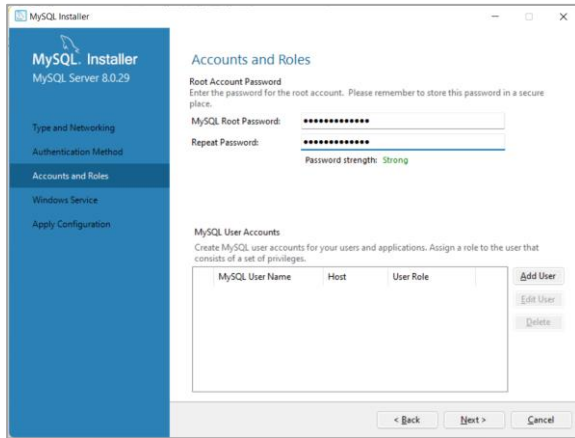 MySQL Installer
MySQL. Installer
MySQL Server 8.0.29
Type and Networking
Authentication Method
Accounts and Roles
Windows Service
Apply Configuration
Accounts and Roles
Root Account Password
Enter the password for the root account. Please remember to store this password in a secure
place.
MySQL Root Password: •••••••••••••
Repeat Password: •••••••••••••
Password strength: Strong
MySQL User Accounts
Create MySQL user accounts for your users and applications. Assign a role to the user that
consists of a set of privileges.
MySQL User Name Host User Role
Add User
Edit User
Delete
< Back Next > Cancel